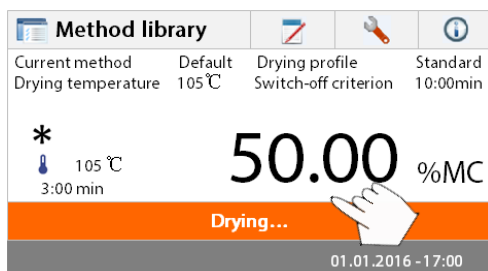 Method library
Current method Default Drying profile Standard
Drying temperature 105℃ Switch-off criterion 10:00min
*
105 ℃ 50.00 %MC
3:00 min
Drying...
01.01.2016 - 17:00